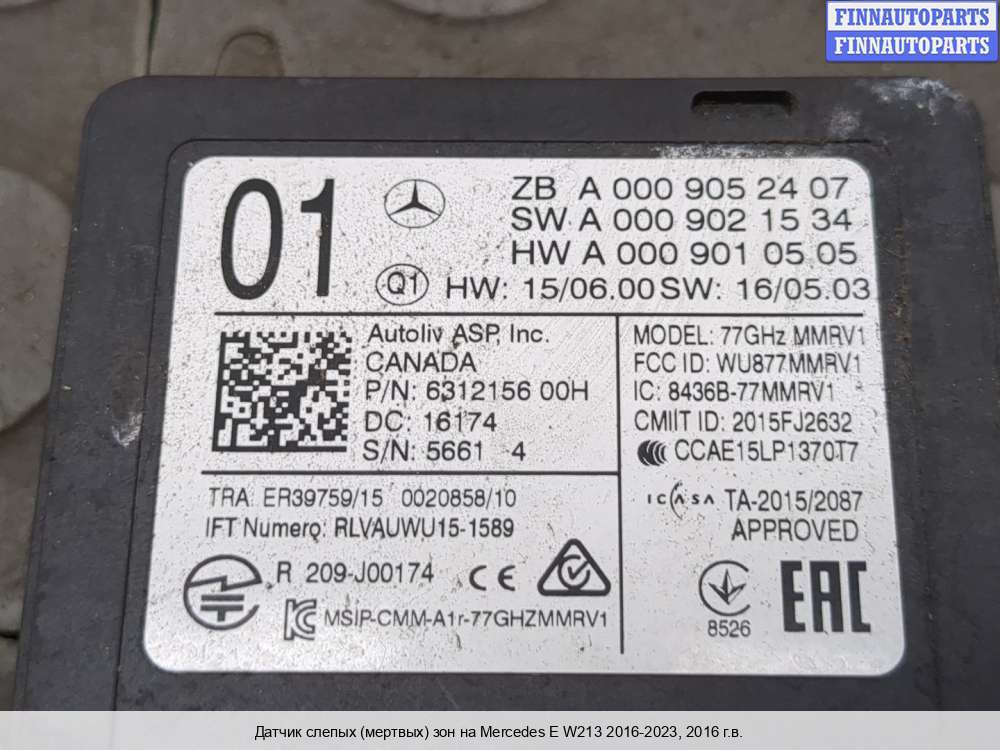 FINNAUTOPARTS
FINNAUTOPARTS
01
ZB A 000 905 24 07
SW A 000 902 15 34
HW A 000 901 05 05
Q1 HW: 15/06.00 SW: 16/05.03
Autoliv ASP, Inc.
CANADA
P/N: 6312156 00H
DC: 16174
S/N: 5661 4
MODEL: 77GHz MMRV1
FCC ID: WU877MMRV1
IC: 8436B-77MMRV1
CMIIT ID: 2015FJ2632
CCC CCAE15LP1370T7
ICASA TA-2015/2087
APPROVED
TRA: ER39759/15 0020858/10
IFT Numero: RLVAUWU15-1589
R 209-J00174 CE
KC MSIP-CMM-A1r-77GHZMMRV1
8526
EAC
Датчик слепых (мертвых) зон на Mercedes E W213 2016-2023, 2016 г.в.